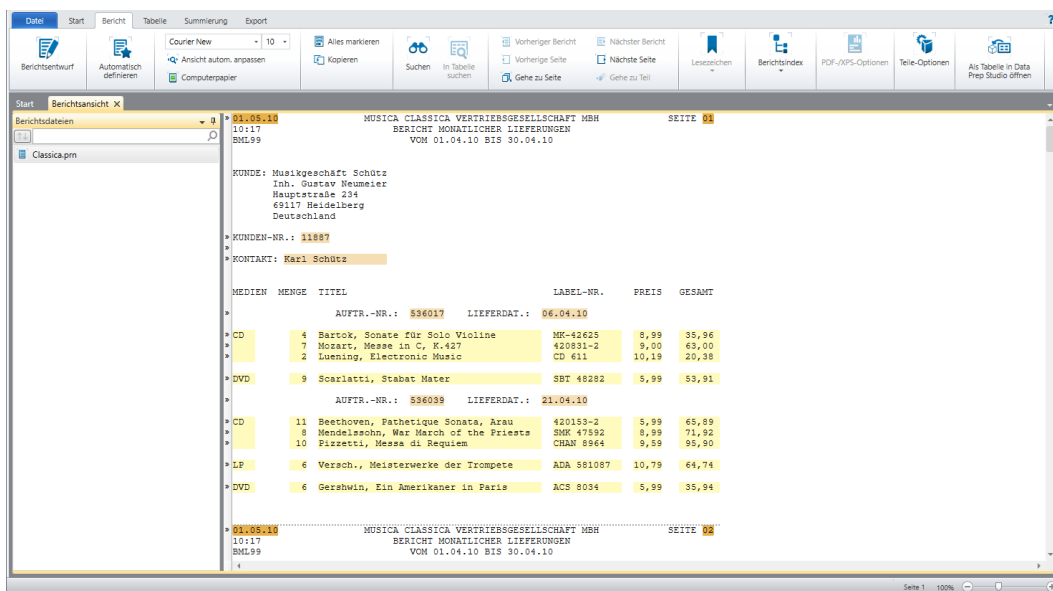 Datei Start Bericht Tabelle Summierung Export ?
Berichtsentwurf
Automatisch definieren
Courier New 10
Ansicht autom. anpassen
Computerpapier
Alles markieren
Kopieren
Suchen
In Tabelle suchen
Vorheriger Bericht
Vorherige Seite
Gehe zu Seite
Nächster Bericht
Nächste Seite
Gehe zu Teil
Lesezeichen
Berichtsindex
PDF-/XPS-Optionen
Teile-Optionen
Als Tabelle in Data Prep Studio öffnen
Start Berichtsansicht X
Berichtsdateien
Classica.prn
01.05.10 MUSICA CLASSICA VERTRIEBSGESELLSCHAFT MBH SEITE 01
10:17 BERICHT MONATLICHER LIEFERUNGEN
BML99 VOM 01.04.10 BIS 30.04.10
KUNDE: Musikgeschäft Schütz
Inh. Gustav Neumeier
Hauptstraße 234
69117 Heidelberg
Deutschland
KUNDEN-NR.: 11887
KONTAKT: Karl Schütz
MEDIEN MENGE TITEL LABEL-NR. PREIS GESAMT
AUFTR.-NR.: 536017 LIEFERDAT.: 06.04.10
CD 4 Bartok, Sonate für Solo Violine MK-42625 8,99 35,96
7 Mozart, Messe in C, K.427 420831-2 9,00 63,00
2 Luening, Electronic Music CD 611 10,19 20,38
DVD 9 Scarlatti, Stabat Mater SBT 48282 5,99 53,91
AUFTR.-NR.: 536039 LIEFERDAT.: 21.04.10
CD 11 Beethoven, Pathetique Sonata, Arau 420153-2 5,99 65,89
8 Mendelssohn, War March of the Priests SMK 47592 8,99 71,92
10 Pizzetti, Messa di Requiem CHAN 8964 9,59 95,90
LP 6 Versch., Meisterwerke der Trompete ADA 581087 10,79 64,74
DVD 6 Gershwin, Ein Amerikaner in Paris ACS 8034 5,99 35,94
01.05.10 MUSICA CLASSICA VERTRIEBSGESELLSCHAFT MBH SEITE 02
10:17 BERICHT MONATLICHER LIEFERUNGEN
BML99 VOM 01.04.10 BIS 30.04.10
Seite 1 100%